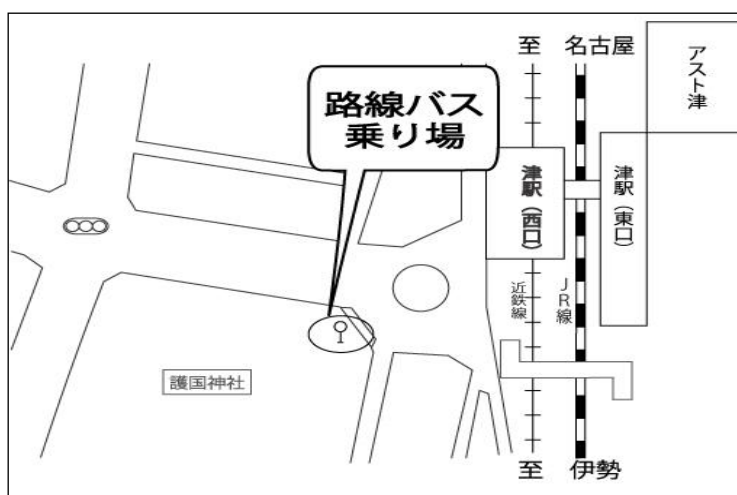 至 名古屋
アスト津
路線バス
乗り場
津駅（西口）
津駅（東口）
近鉄線
JR線
護国神社
至 伊勢